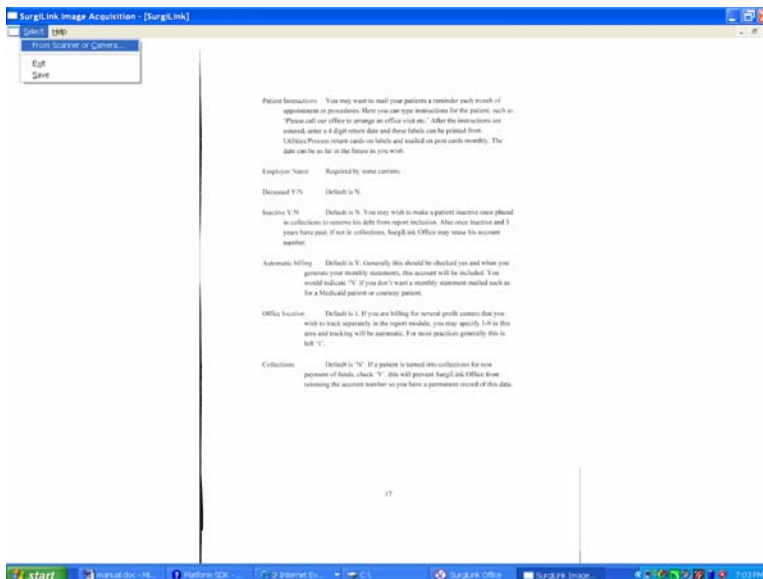 SurgiLink Image Acquisition - [SurgiLink]
Select Help
From Scanner or Camera...
Exit
Save
Patient Instructions You may want to mail your patients a reminder each month of
appointment or procedures. Here you can type instructions for the patient, such as
'Please call our office to arrange an office visit etc.' After the instructions are
entered, enter a 4 digit return date and these labels can be printed from
Utilities/Process return cards on labels and mailed on post cards monthly. The
date can be as far in the future as you wish.
Employer Name Required by some carriers.
Deceased Y/N Default is N.
Inactive Y/N Default is N. You may wish to make a patient inactive once placed
in collections to remove his debt from report inclusion. Also once inactive and 3
years have past, if not in collections, SurgiLink Office may reuse his account
number.
Automatic billing Default is Y. Generally this should be checked yes and when you
generate your monthly statements, this account will be included. You
would indicate 'N' if you don't want a monthly statement mailed such as
for a Medicaid patient or courtesy patient.
Office location Default is 1. If you are billing for several profit centers that you
wish to track separately in the report module, you may specify 1-9 in this
area and tracking will be automatic. For most practices generally this is
left '1'.
Collections Default is 'N'. If a patient is turned into collections for non
payment of funds, check 'Y'. this will prevent SurgiLink Office from
reissuing the account number so you have a permanent record of this data.
17
start manual.doc - Mi... Platform SDK - ... 2 Internet Ex... C:\ SurgiLink Office SurgiLink Image... 7:03 PM